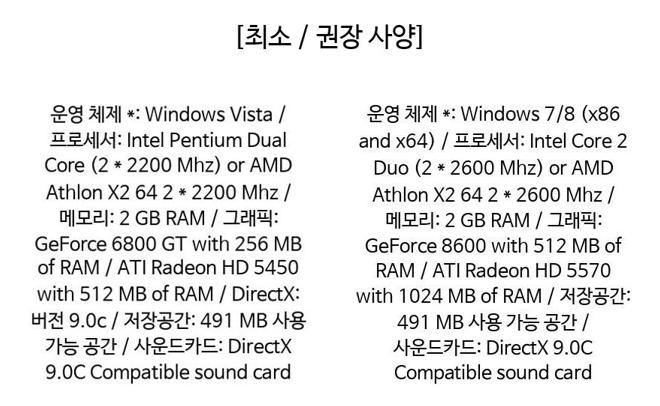 [최소 / 권장 사양]
운영 체제 *: Windows Vista /
프로세서: Intel Pentium Dual
Core (2 * 2200 Mhz) or AMD
Athlon X2 64 2 * 2200 Mhz /
메모리: 2 GB RAM / 그래픽:
GeForce 6800 GT with 256 MB
of RAM / ATI Radeon HD 5450
with 512 MB of RAM / DirectX:
버전 9.0c / 저장공간: 491 MB 사용
가능 공간 / 사운드카드: DirectX
9.0C Compatible sound card
운영 체제 *: Windows 7/8 (x86
and x64) / 프로세서: Intel Core 2
Duo (2 * 2600 Mhz) or AMD
Athlon X2 64 2 * 2600 Mhz /
메모리: 2 GB RAM / 그래픽:
GeForce 8600 with 512 MB of
RAM / ATI Radeon HD 5570
with 1024 MB of RAM / 저장공간:
491 MB 사용 가능 공간 /
사운드카드: DirectX 9.0C
Compatible sound card